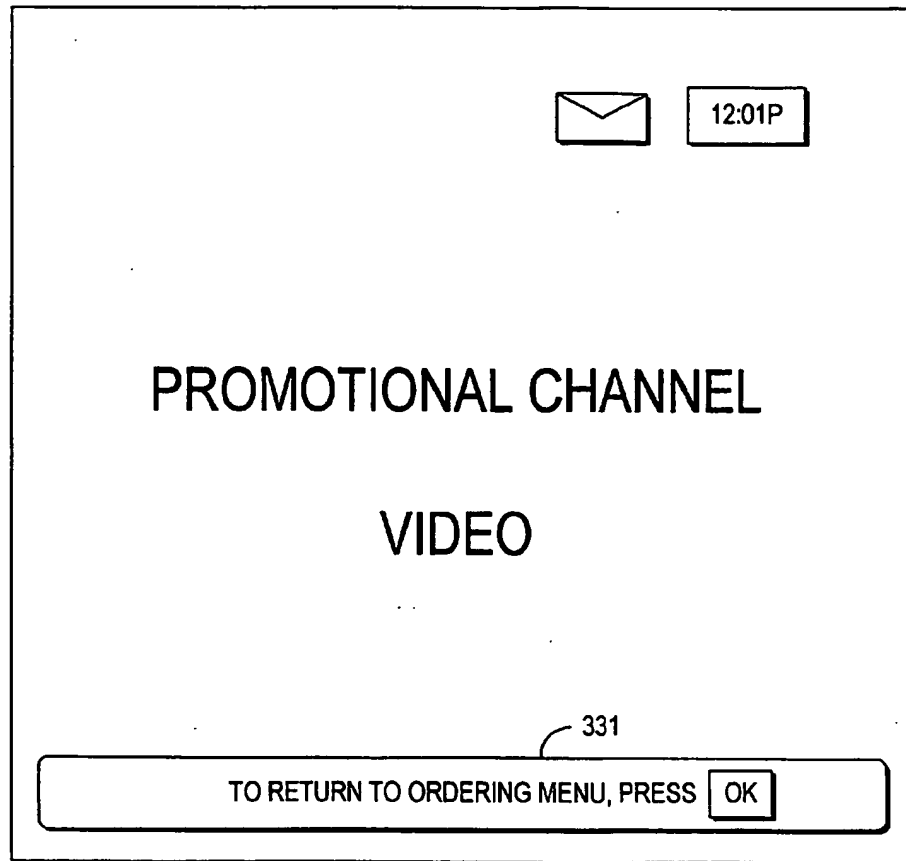 12:01P
PROMOTIONAL CHANNEL
VIDEO
331
TO RETURN TO ORDERING MENU, PRESS OK